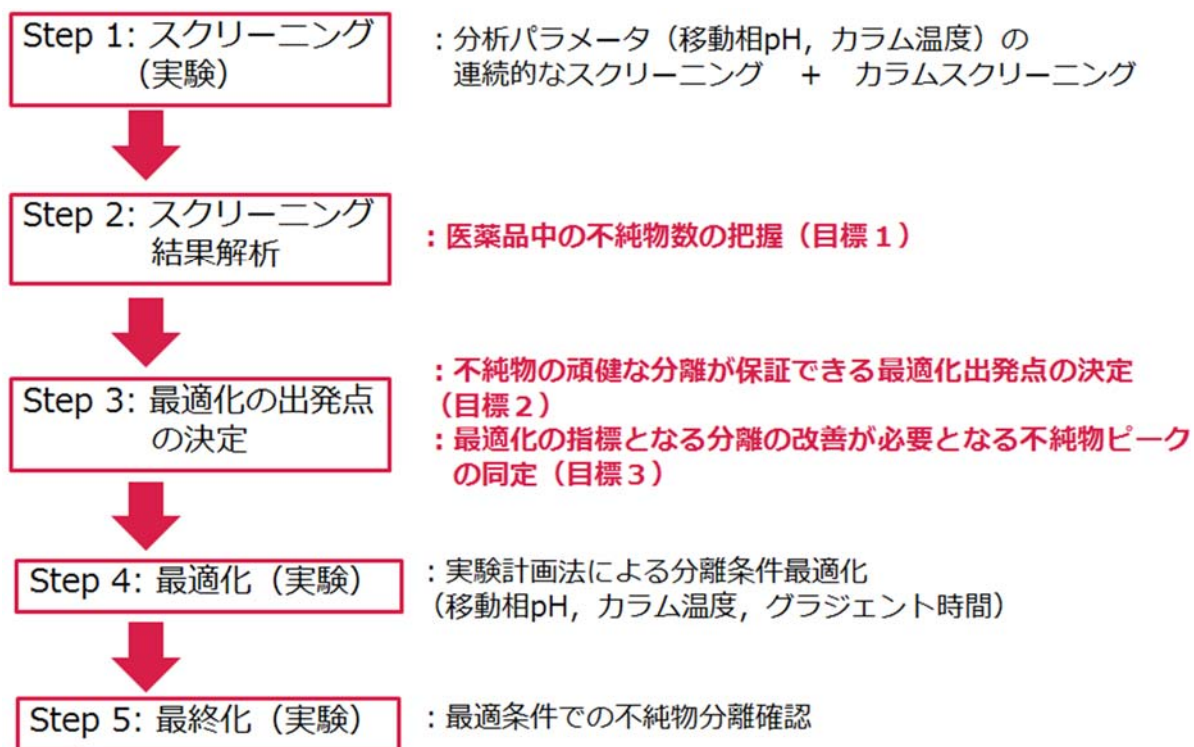 Step 1: スクリーニング
(実験)
：分析パラメータ（移動相pH，カラム温度）の
連続的なスクリーニング ＋ カラムスクリーニング
Step 2: スクリーニング
結果解析
：医薬品中の不純物数の把握（目標１）
Step 3: 最適化の出発点
の決定
：不純物の頑健な分離が保証できる最適化出発点の決定
（目標２）
：最適化の指標となる分離の改善が必要となる不純物ピーク
の同定（目標３）
Step 4: 最適化（実験）
：実験計画法による分離条件最適化
（移動相pH，カラム温度，グラジェント時間）
Step 5: 最終化（実験）
：最適条件での不純物分離確認